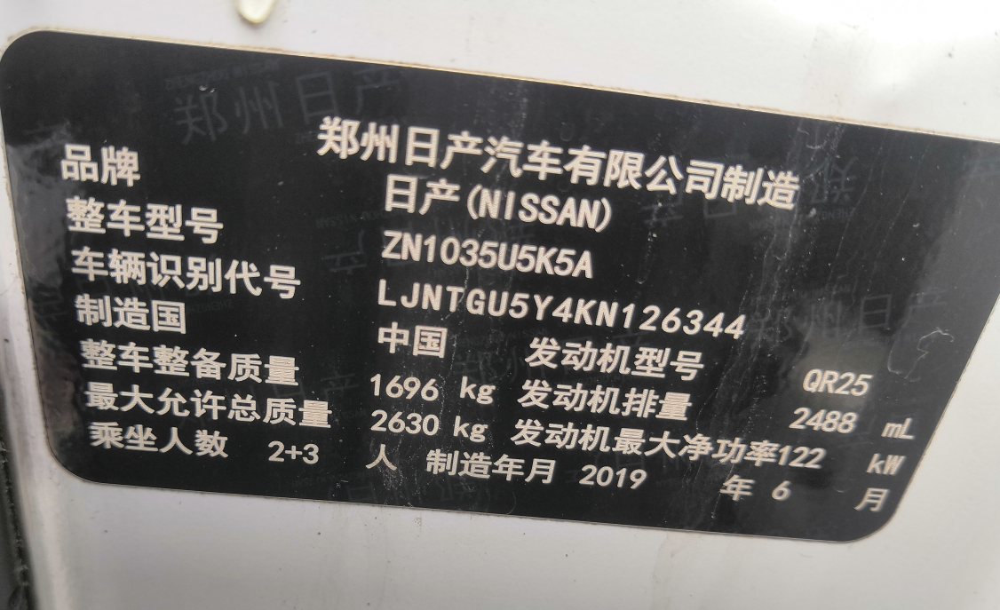 郑州日产汽车有限公司制造
品牌 日产(NISSAN)
整车型号 ZN1035U5K5A
车辆识别代号 LJNTGU5Y4KN126344
制造国 中国 发动机型号 QR25
整车整备质量 1696 kg 发动机排量 2488 mL
最大允许总质量 2630 kg 发动机最大净功率122 kW
乘坐人数 2+3 人 制造年月 2019 年 6 月